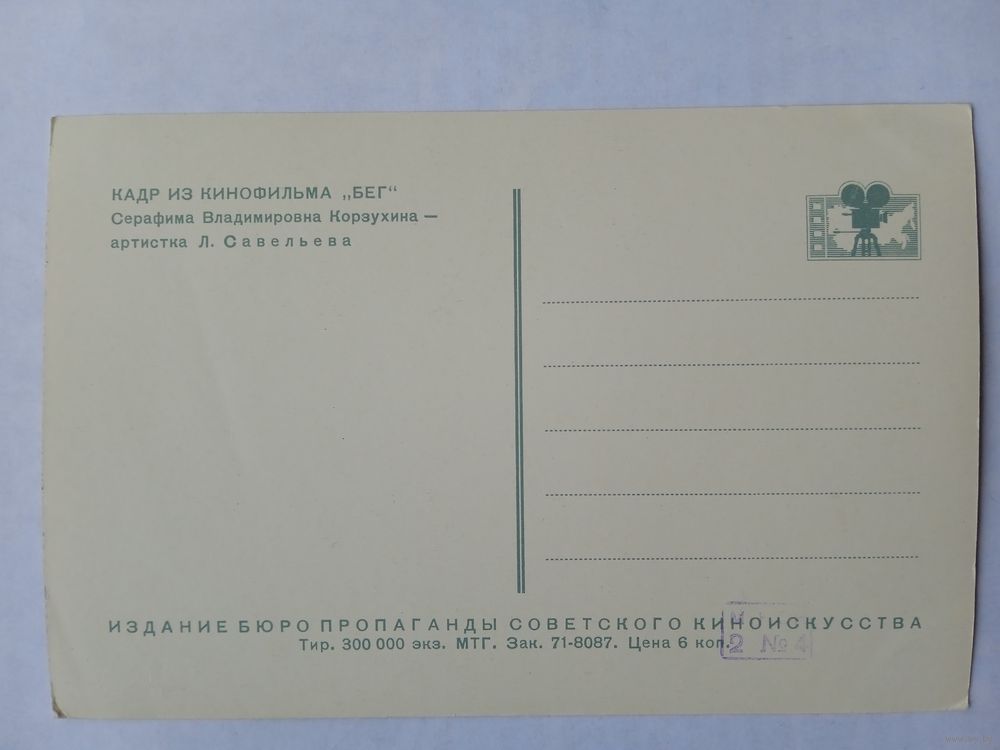 КАДР ИЗ КИНОФИЛЬМА „БЕГ“
Серафима Владимировна Корзухина —
артистка Л. Савельева
ИЗДАНИЕ БЮРО ПРОПАГАНДЫ СОВЕТСКОГО КИНОИСКУССТВА
Тир. 300 000 экз. МТГ. Зак. 71-8087. Цена 6 коп.
2 № 4